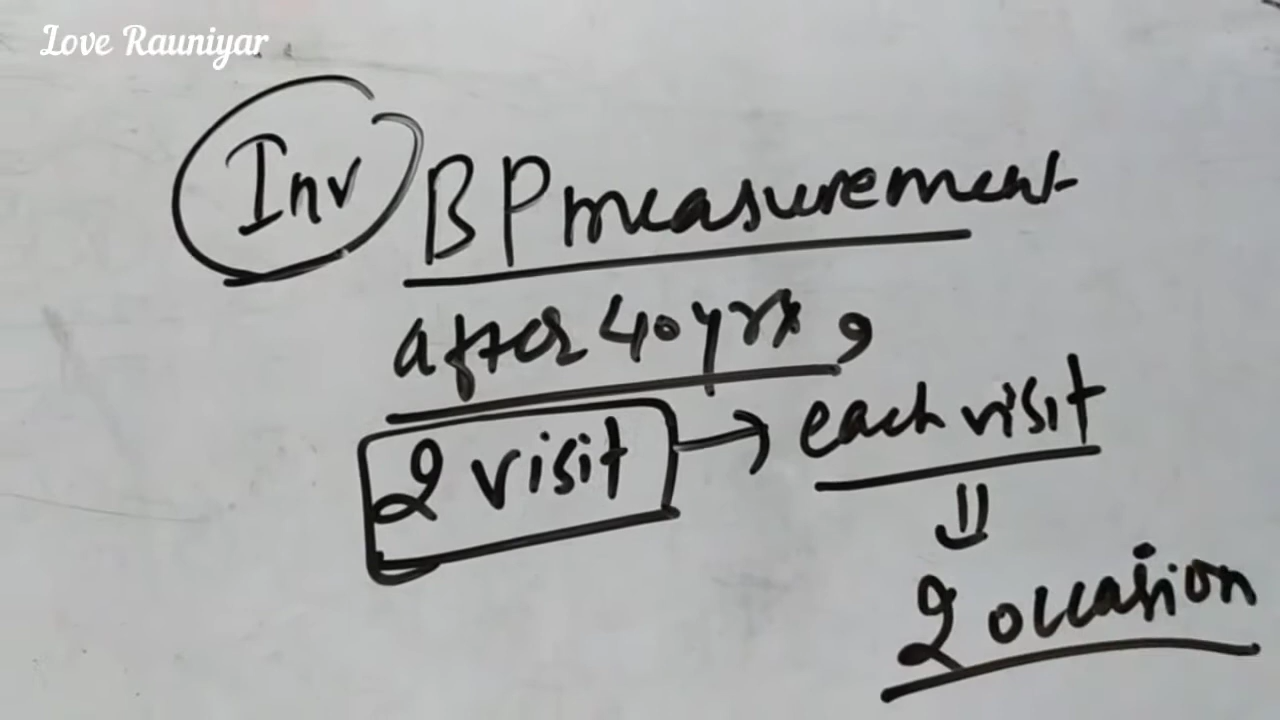 Love Rauniyar
Inv BP measurement
after 40 yrs,
2 visit → each visit
⇓
2 occasion